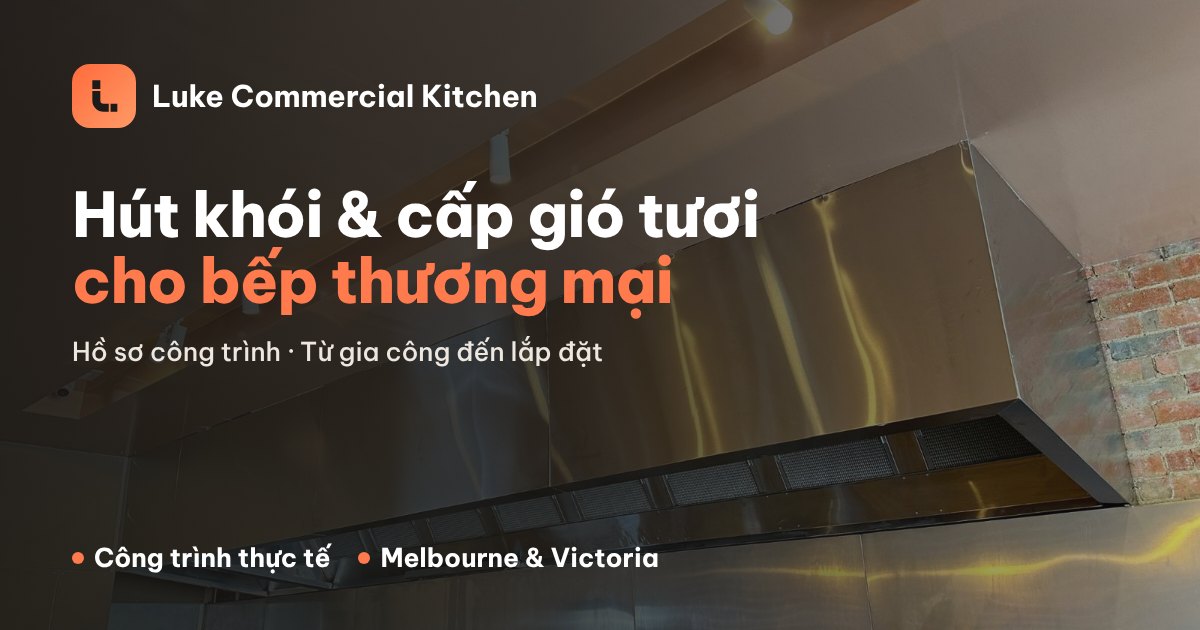 Luke Commercial Kitchen
Hút khói & cấp gió tươi
cho bếp thương mại
Hồ sơ công trình · Từ gia công đến lắp đặt
Công trình thực tế
Melbourne & Victoria